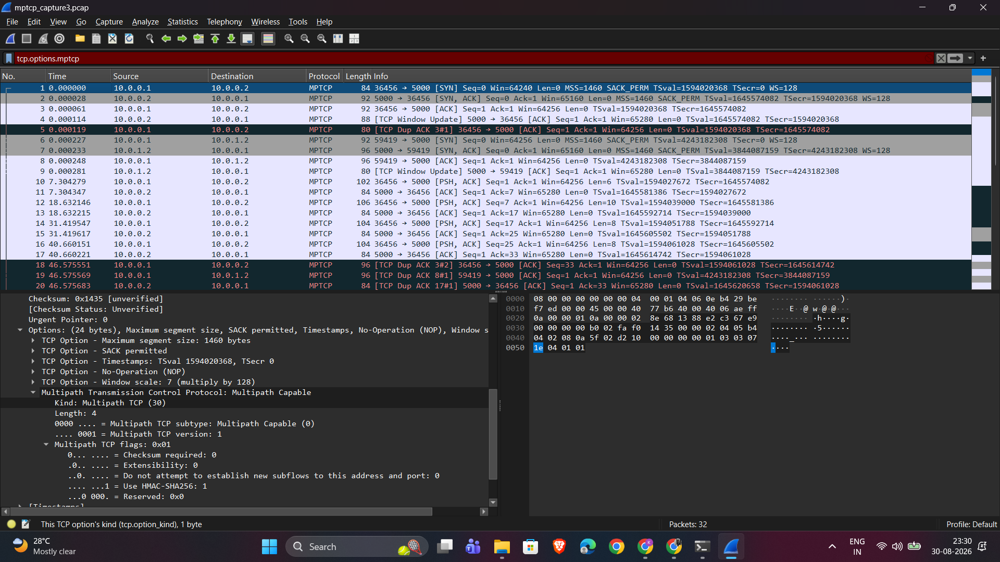 mptcp_capture3.pcap
File Edit View Go Capture Analyze Statistics Telephony Wireless Tools Help
tcp.options.mptcp
No. Time Source Destination Protocol Length Info
1 0.000000 10.0.0.1 10.0.0.2 MPTCP 84 36456 → 5000 [SYN] Seq=0 Win=64240 Len=0 MSS=1460 SACK_PERM TSval=1594020368 TSecr=0 WS=128
2 0.000028 10.0.0.2 10.0.0.1 MPTCP 92 5000 → 36456 [SYN, ACK] Seq=0 Ack=1 Win=65160 Len=0 MSS=1460 SACK_PERM TSval=1645574082 TSecr=1594020368 WS=128
3 0.000061 10.0.0.1 10.0.0.2 MPTCP 92 36456 → 5000 [ACK] Seq=1 Ack=1 Win=64256 Len=0 TSval=1594020368 TSecr=1645574082
4 0.000114 10.0.0.2 10.0.0.1 MPTCP 88 [TCP Window Update] 5000 → 36456 [ACK] Seq=1 Ack=1 Win=65280 Len=0 TSval=1645574082 TSecr=1594020368
5 0.000119 10.0.0.1 10.0.0.2 MPTCP 80 [TCP Dup ACK 3#1] 36456 → 5000 [ACK] Seq=1 Ack=1 Win=64256 Len=0 TSval=1594020368 TSecr=1645574082
6 0.000227 10.0.0.1 10.0.1.2 MPTCP 92 59419 → 5000 [SYN] Seq=0 Win=64256 Len=0 MSS=1460 SACK_PERM TSval=4243182308 TSecr=0 WS=128
7 0.000233 10.0.1.2 10.0.0.1 MPTCP 96 5000 → 59419 [SYN, ACK] Seq=0 Ack=1 Win=65160 Len=0 MSS=1460 SACK_PERM TSval=3844087159 TSecr=4243182308 WS=128
8 0.000248 10.0.0.1 10.0.1.2 MPTCP 96 59419 → 5000 [ACK] Seq=1 Ack=1 Win=64256 Len=0 TSval=4243182308 TSecr=3844087159
9 0.000281 10.0.1.2 10.0.0.1 MPTCP 80 [TCP Window Update] 5000 → 59419 [ACK] Seq=1 Ack=1 Win=65280 Len=0 TSval=3844087159 TSecr=4243182308
10 7.304279 10.0.0.1 10.0.0.2 MPTCP 102 36456 → 5000 [PSH, ACK] Seq=1 Ack=1 Win=64256 Len=6 TSval=1594027672 TSecr=1645574082
11 7.304347 10.0.0.2 10.0.0.1 MPTCP 84 5000 → 36456 [ACK] Seq=1 Ack=7 Win=65280 Len=0 TSval=1645581386 TSecr=1594027672
12 18.632146 10.0.0.1 10.0.0.2 MPTCP 106 36456 → 5000 [PSH, ACK] Seq=7 Ack=1 Win=64256 Len=10 TSval=1594039000 TSecr=1645581386
13 18.632215 10.0.0.2 10.0.0.1 MPTCP 84 5000 → 36456 [ACK] Seq=1 Ack=17 Win=65280 Len=0 TSval=1645592714 TSecr=1594039000
14 31.419547 10.0.0.1 10.0.0.2 MPTCP 104 36456 → 5000 [PSH, ACK] Seq=17 Ack=1 Win=64256 Len=8 TSval=1594051788 TSecr=1645592714
15 31.419617 10.0.0.2 10.0.0.1 MPTCP 84 5000 → 36456 [ACK] Seq=1 Ack=25 Win=65280 Len=0 TSval=1645605502 TSecr=1594051788
16 40.660151 10.0.0.1 10.0.0.2 MPTCP 104 36456 → 5000 [PSH, ACK] Seq=25 Ack=1 Win=64256 Len=8 TSval=1594061028 TSecr=1645605502
17 40.660221 10.0.0.2 10.0.0.1 MPTCP 84 5000 → 36456 [ACK] Seq=1 Ack=33 Win=65280 Len=0 TSval=1645614742 TSecr=1594061028
18 46.575551 10.0.0.1 10.0.0.2 MPTCP 96 [TCP Dup ACK 3#2] 36456 → 5000 [ACK] Seq=33 Ack=1 Win=64256 Len=0 TSval=1594061028 TSecr=1645614742
19 46.575569 10.0.0.1 10.0.1.2 MPTCP 96 [TCP Dup ACK 8#1] 59419 → 5000 [ACK] Seq=1 Ack=1 Win=64256 Len=0 TSval=4243182308 TSecr=3844087159
20 46.575683 10.0.0.2 10.0.0.1 MPTCP 84 [TCP Dup ACK 17#1] 5000 → 36456 [ACK] Seq=1 Ack=33 Win=65280 Len=0 TSval=1645620658 TSecr=1594061028
Checksum: 0x1435 [unverified]
[Checksum Status: Unverified]
Urgent Pointer: 0
Options: (24 bytes), Maximum segment size, SACK permitted, Timestamps, No-Operation (NOP), Window s
TCP Option - Maximum segment size: 1460 bytes
TCP Option - SACK permitted
TCP Option - Timestamps: TSval 1594020368, TSecr 0
TCP Option - No-Operation (NOP)
TCP Option - Window scale: 7 (multiply by 128)
Multipath Transmission Control Protocol: Multipath Capable
Kind: Multipath TCP (30)
Length: 4
0000 .... = Multipath TCP subtype: Multipath Capable (0)
.... 0001 = Multipath TCP version: 1
Multipath TCP flags: 0x01
0... .... = Checksum required: 0
.0.. .... = Extensibility: 0
..0. .... = Do not attempt to establish new subflows to this address and port: 0
.... ...1 = Use HMAC-SHA256: 1
...0 000. = Reserved: 0x0
[Timestamps]
0000 08 00 00 00 00 00 00 04 00 01 04 06 0e b4 29 be ········ ······)·
0010 f7 ed 00 00 45 00 00 40 77 b6 40 00 40 06 ae ff ····E··@ w·@·@···
0020 0a 00 00 01 0a 00 00 02 8e 68 13 88 e2 c3 67 e9 ········ ·h····g·
0030 00 00 00 00 b0 02 fa f0 14 35 00 00 02 04 05 b4 ········ ·5······
0040 04 02 08 0a 5f 02 d2 10 00 00 00 00 01 03 03 07 ····_··· ········
0050 1e 04 01 01 ····
This TCP option's kind (tcp.option_kind), 1 byte
Packets: 32
Profile: Default
28°C
Mostly clear
Search
ENG
IN
23:30
30-08-2026